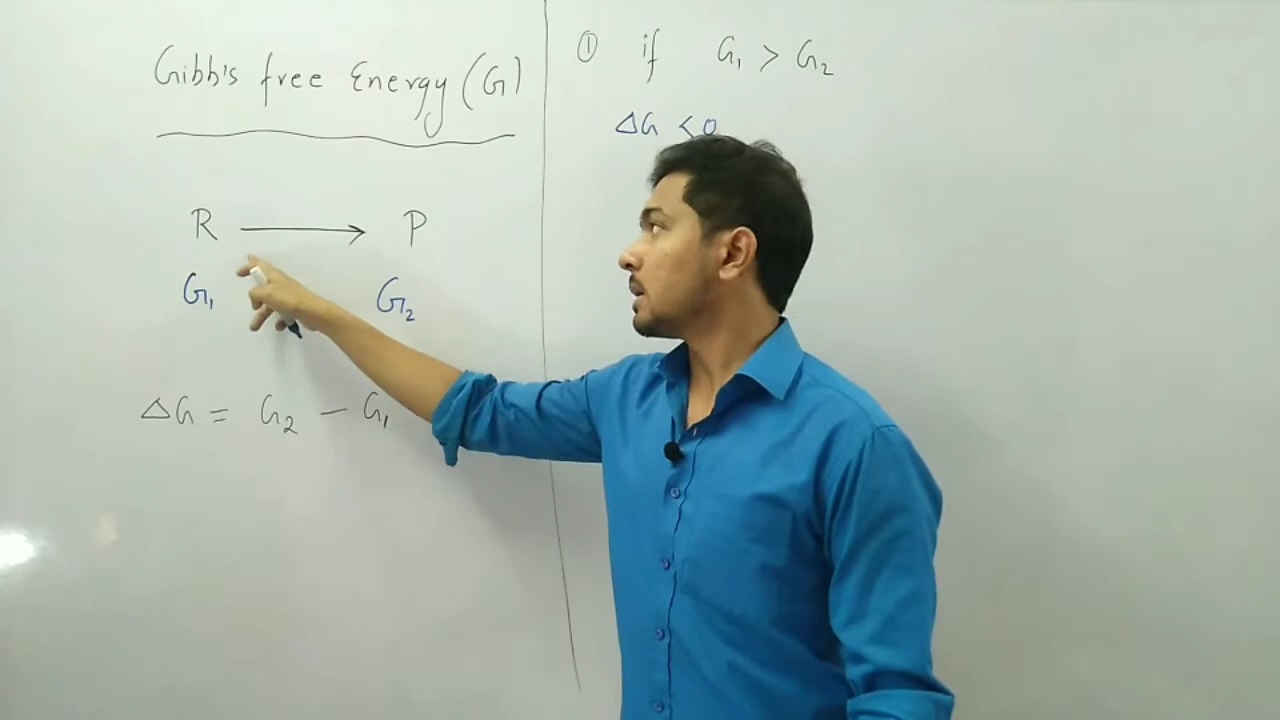 Gibb's free Energy (G)
R ⟶ P
G₁ G₂
ΔG = G₂ − G₁
① if G₁ > G₂
ΔG < 0